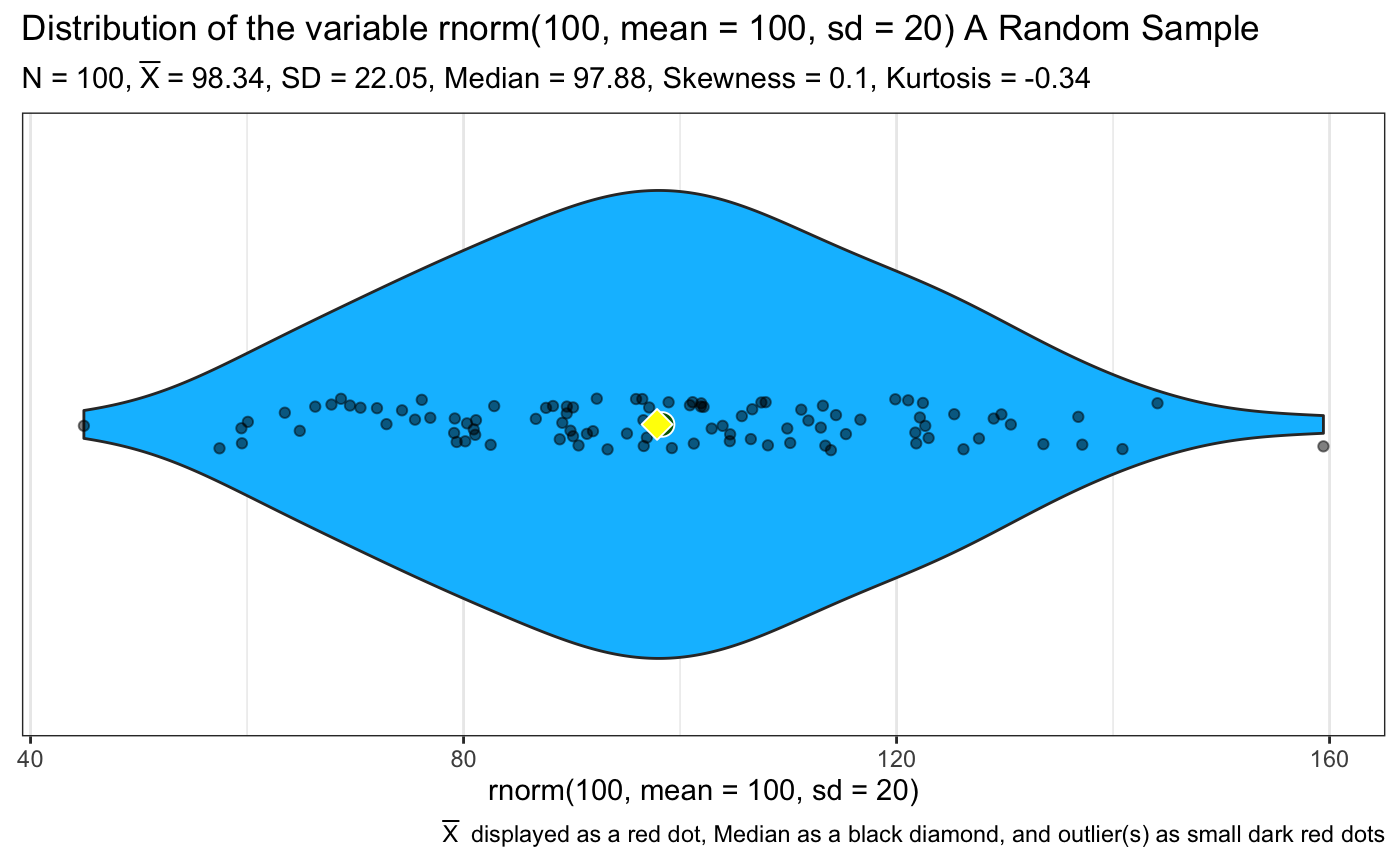 Distribution of the variable rnorm(100, mean = 100, sd = 20) A Random Sample
N = 100, X̅ = 98.34, SD = 22.05, Median = 97.88, Skewness = 0.1, Kurtosis = -0.34
40 80 120 160
rnorm(100, mean = 100, sd = 20)
X̅ displayed as a red dot, Median as a black diamond, and outlier(s) as small dark red dots